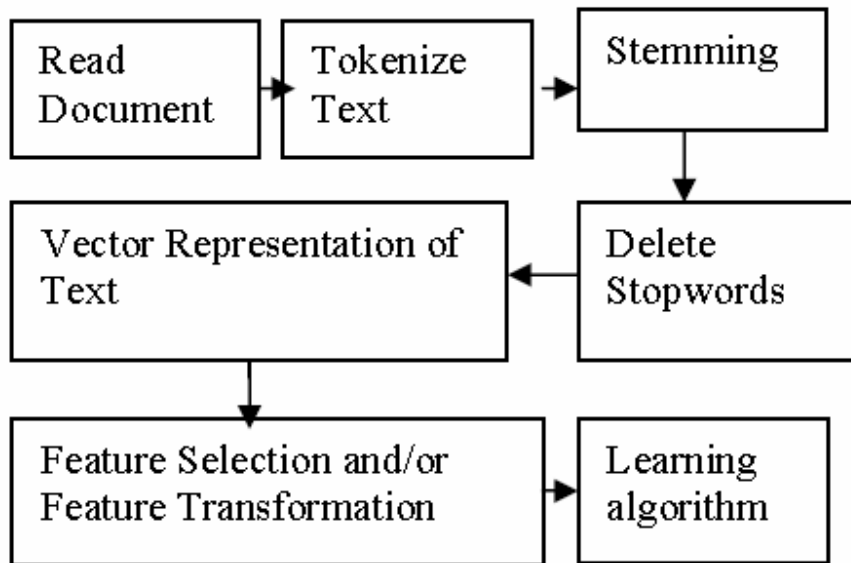 Read
Document
Tokenize
Text
Stemming
Delete
Stopwords
Vector Representation of
Text
Feature Selection and/or
Feature Transformation
Learning
algorithm